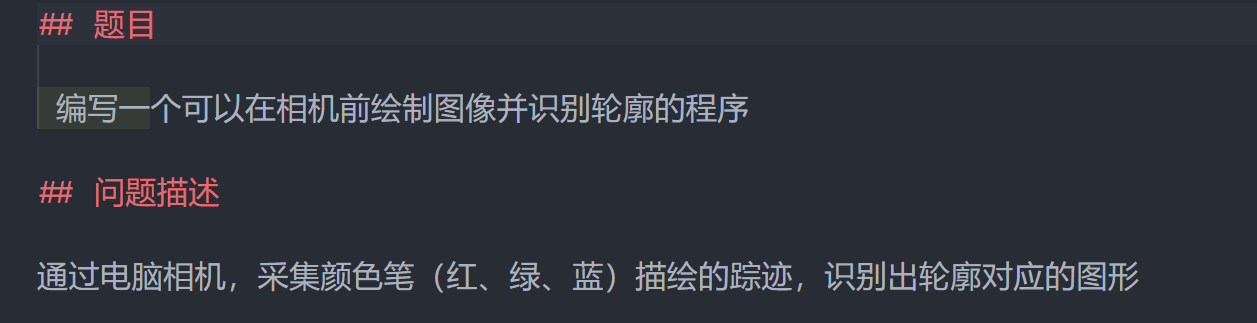 ## 题目
编写一个可以在相机前绘制图像并识别轮廓的程序
## 问题描述
通过电脑相机，采集颜色笔（红、绿、蓝）描绘的踪迹，识别出轮廓对应的图形